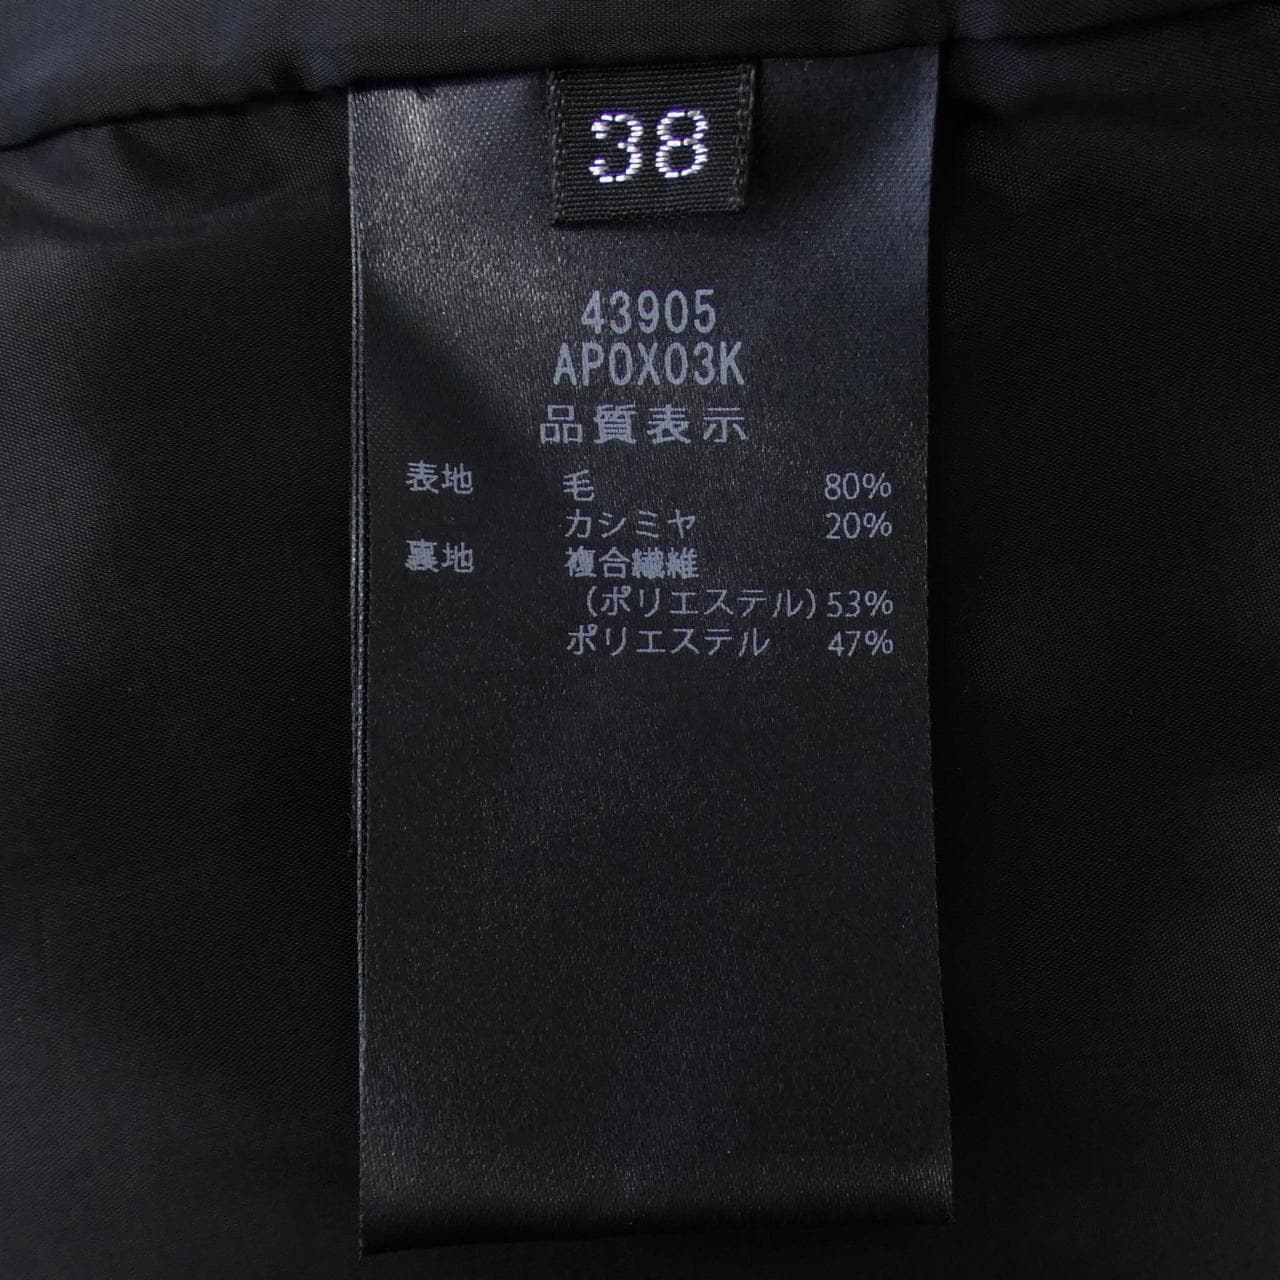 38
43905
AP0X03K
品質表示
表地 毛 80%
カシミヤ 20%
裏地 複合繊維
(ポリエステル) 53%
ポリエステル 47%